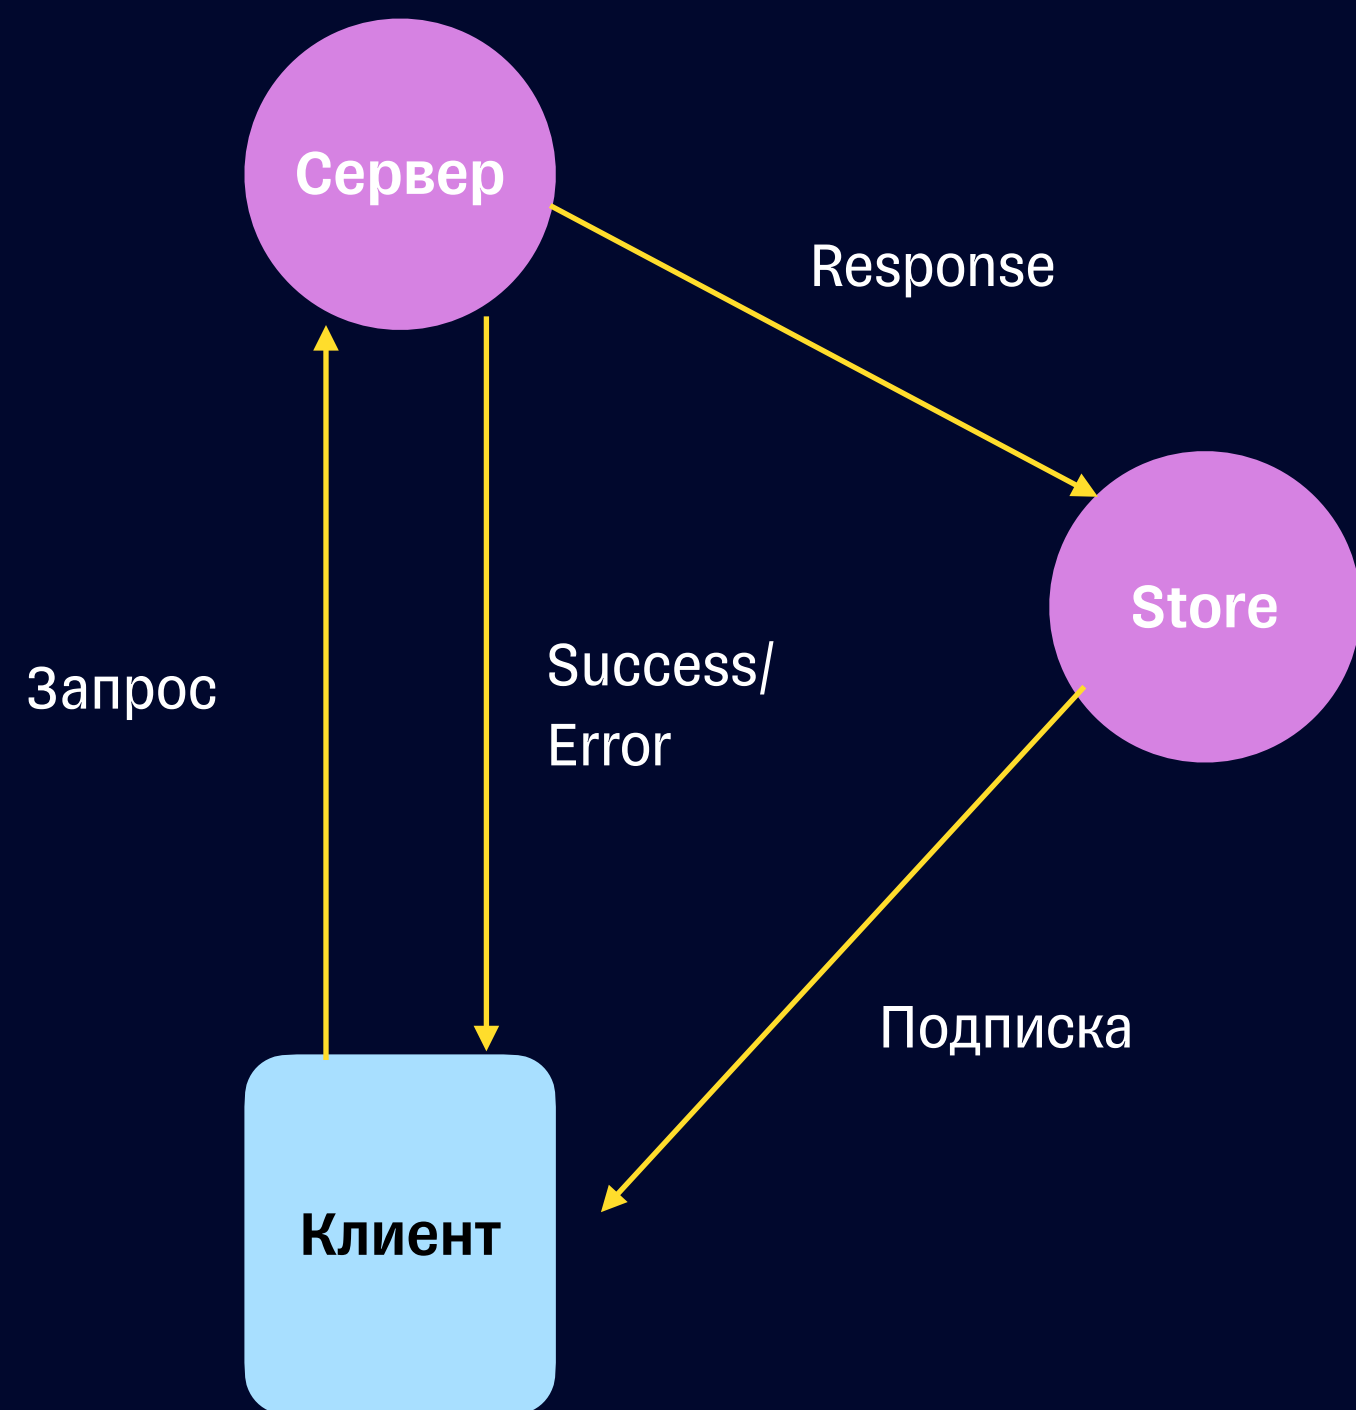 Сервер
Response
Store
Запрос
Success/
Error
Подписка
Клиент